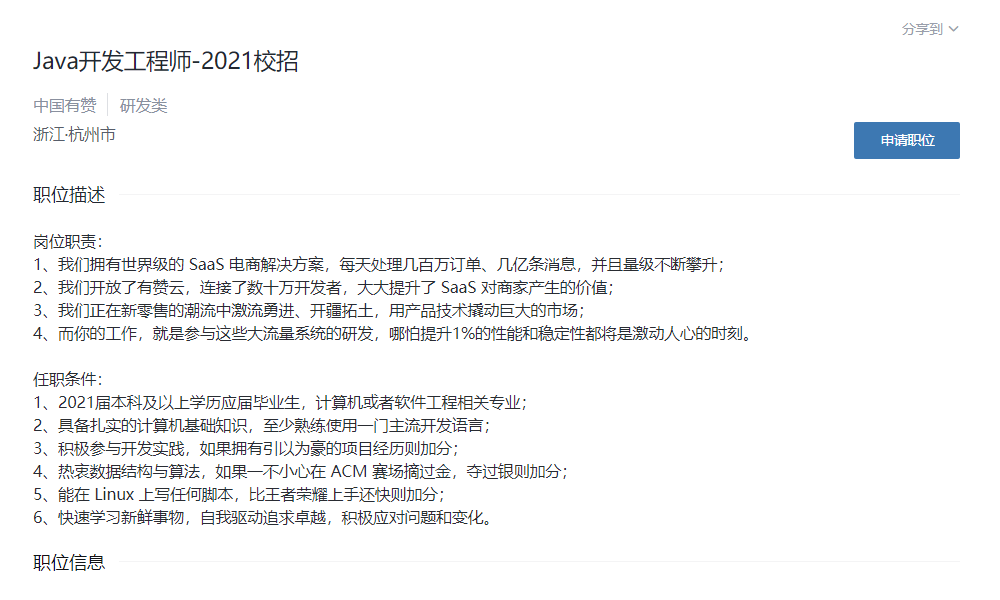 分享到
Java开发工程师-2021校招
中国有赞 研发类
浙江·杭州市
申请职位
职位描述
岗位职责：
1、我们拥有世界级的 SaaS 电商解决方案，每天处理几百万订单、几亿条消息，并且量级不断攀升；
2、我们开放了有赞云，连接了数十万开发者，大大提升了 SaaS 对商家产生的价值；
3、我们正在新零售的潮流中激流勇进、开疆拓土，用产品技术撬动巨大的市场；
4、而你的工作，就是参与这些大流量系统的研发，哪怕提升1%的性能和稳定性都将是激动人心的时刻。
任职条件：
1、2021届本科及以上学历应届毕业生，计算机或者软件工程相关专业；
2、具备扎实的计算机基础知识，至少熟练使用一门主流开发语言；
3、积极参与开发实践，如果拥有引以为豪的项目经历则加分；
4、热衷数据结构与算法，如果一不小心在 ACM 赛场摘过金，夺过银则加分；
5、能在 Linux 上写任何脚本，比王者荣耀上手还快则加分；
6、快速学习新鲜事物，自我驱动追求卓越，积极应对问题和变化。
职位信息